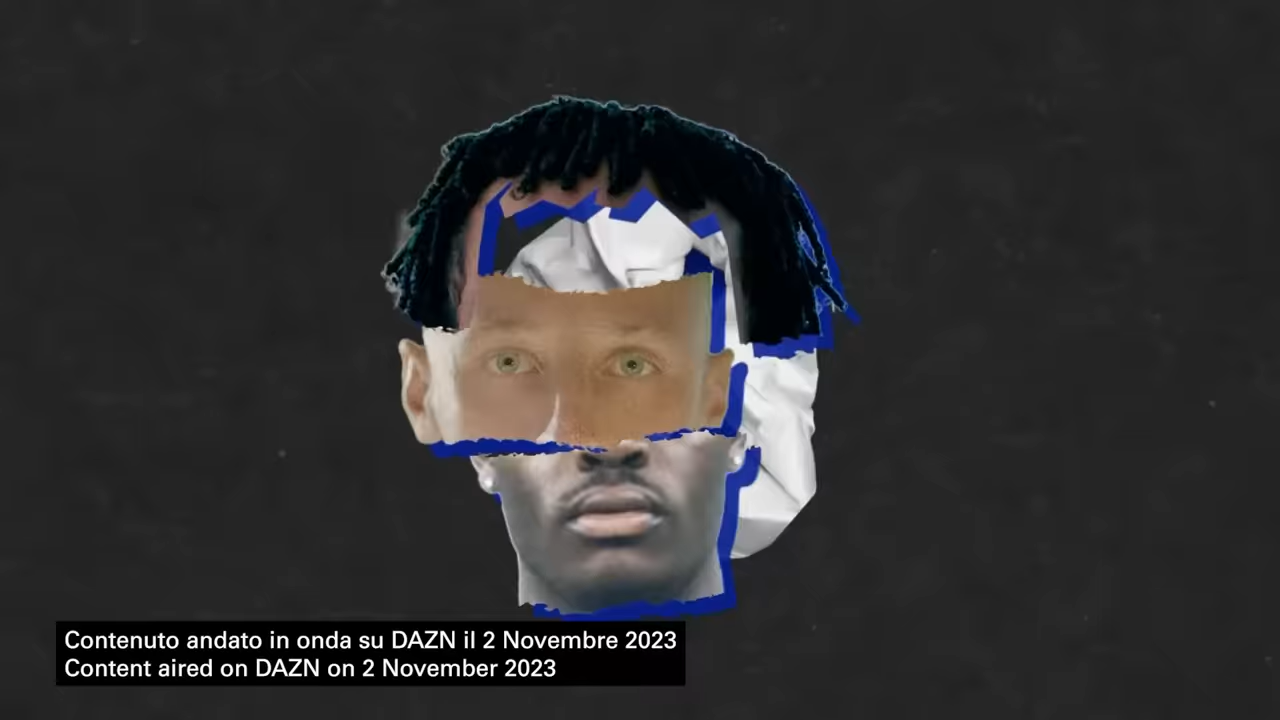 Contenuto andato in onda su DAZN il 2 Novembre 2023
Content aired on DAZN on 2 November 2023